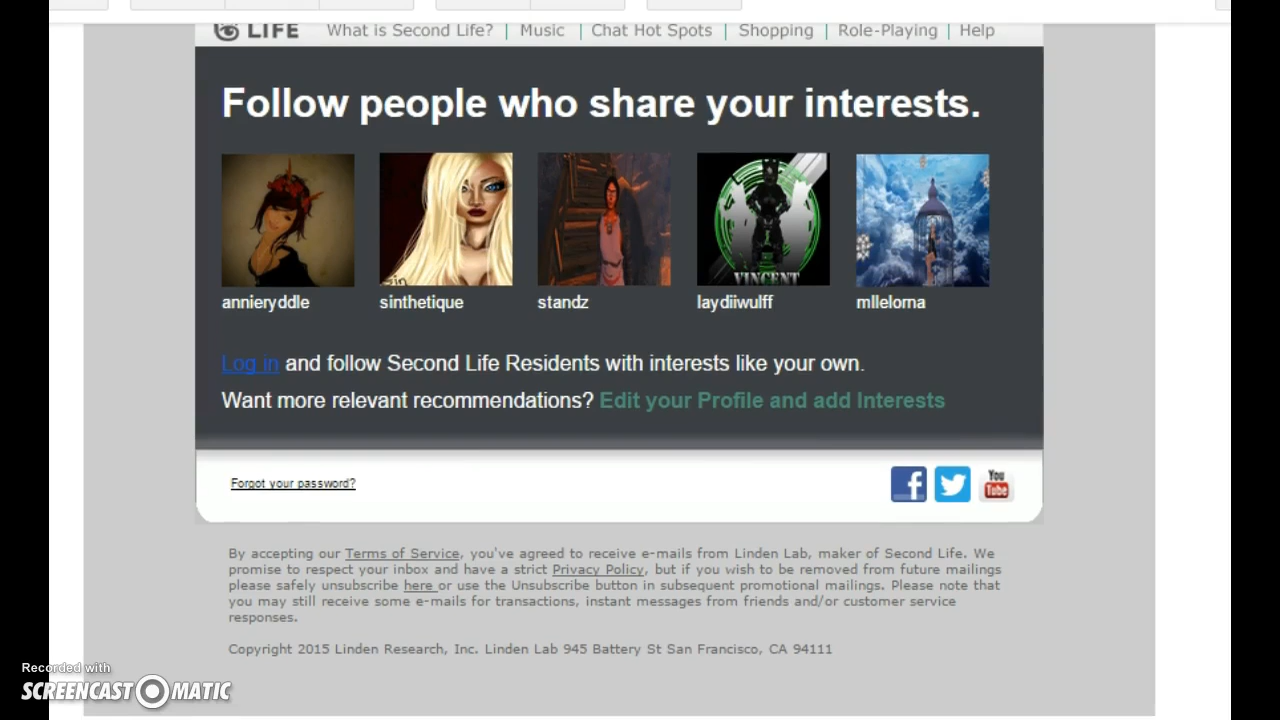 LIFE What is Second Life? | Music | Chat Hot Spots | Shopping | Role-Playing | Help
Follow people who share your interests.
VINCENT
annieryddle sinthetique standz laydiiwulff mlleloma
Log in and follow Second Life Residents with interests like your own.
Want more relevant recommendations? Edit your Profile and add Interests
Forgot your password?
You
Tube
By accepting our Terms of Service, you've agreed to receive e-mails from Linden Lab, maker of Second Life. We
promise to respect your inbox and have a strict Privacy Policy, but if you wish to be removed from future mailings
please safely unsubscribe here or use the Unsubscribe button in subsequent promotional mailings. Please note that
you may still receive some e-mails for transactions, instant messages from friends and/or customer service
responses.
Copyright 2015 Linden Research, Inc. Linden Lab 945 Battery St San Francisco, CA 94111
Recorded with
SCREENCAST O MATIC